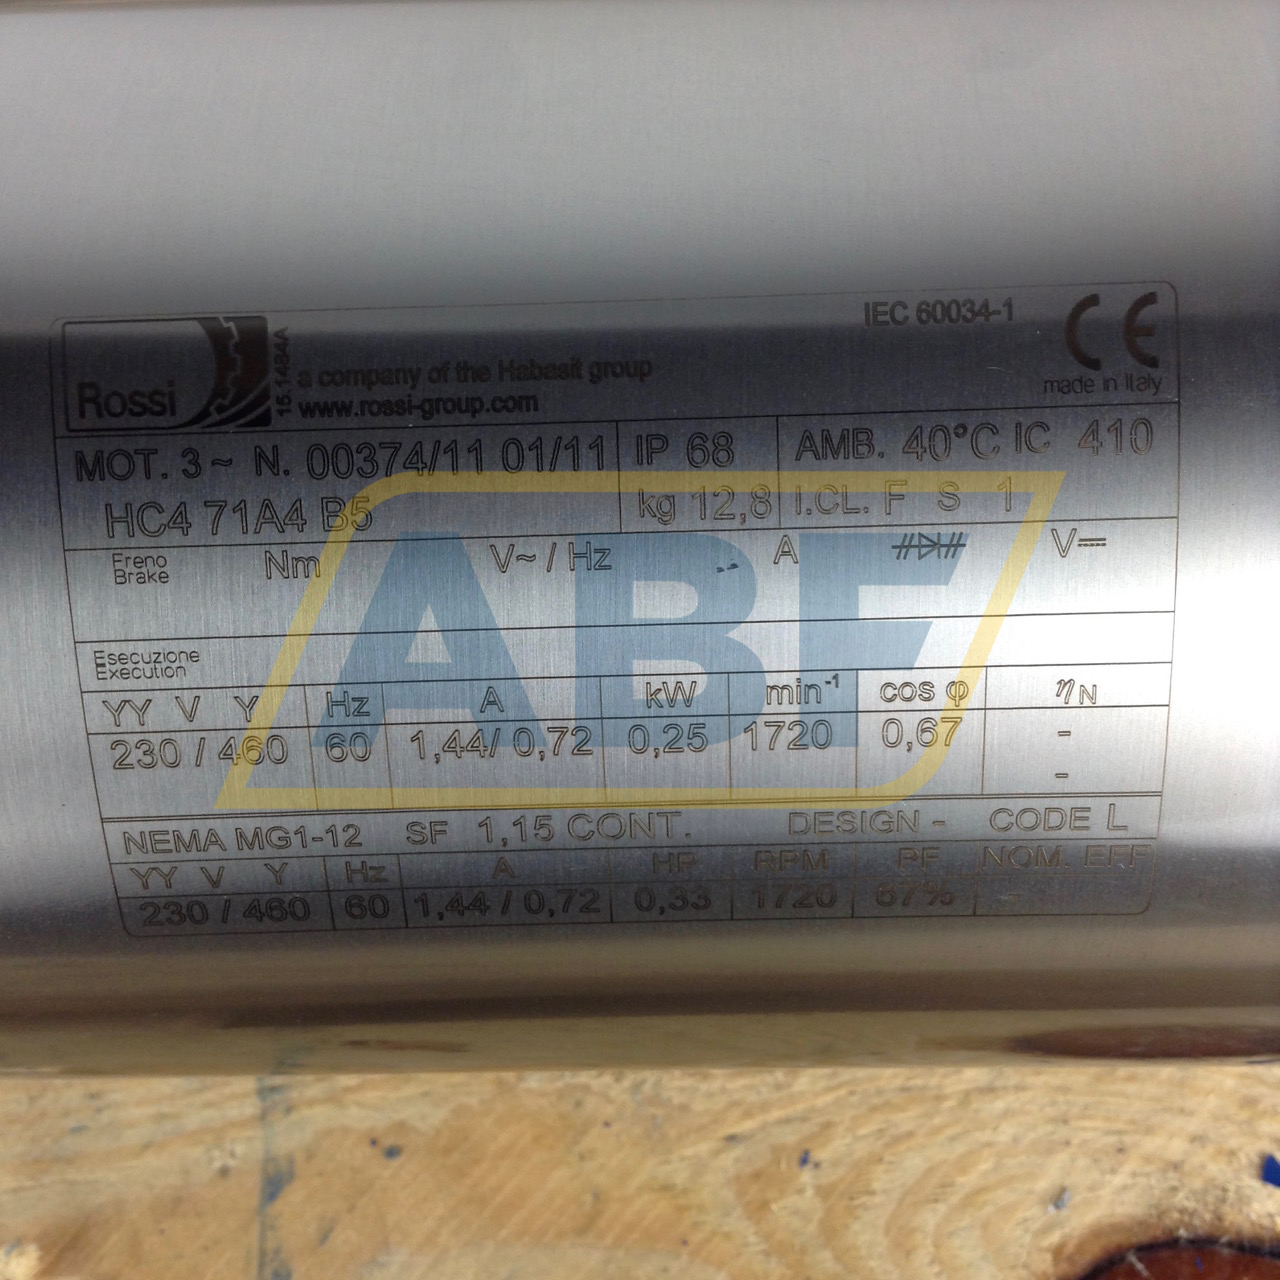 IEC 60034-1
CE
Rossi
151484A
a company of the Habasit group
www.rossi-group.com
made in Italy
MOT. 3~ N. 00374/11 01/11 IP 68 AMB. 40°C IC 410
HC4 71A4 B5 kg 12,8 I.CL. F S 1
Freno
Brake Nm V~ / Hz A V⎓
Esecuzione
Execution
YY V Y Hz A kW min⁻¹ cos φ ηN
230 / 460 60 1,44/ 0,72 0,25 1720 0,67 -
-
NEMA MG1-12 SF 1,15 CONT. DESIGN - CODE L
YY V Y Hz A HP RPM PF NOM. EFF
230 / 460 60 1,44 / 0,72 0,33 1720 67%
ABF